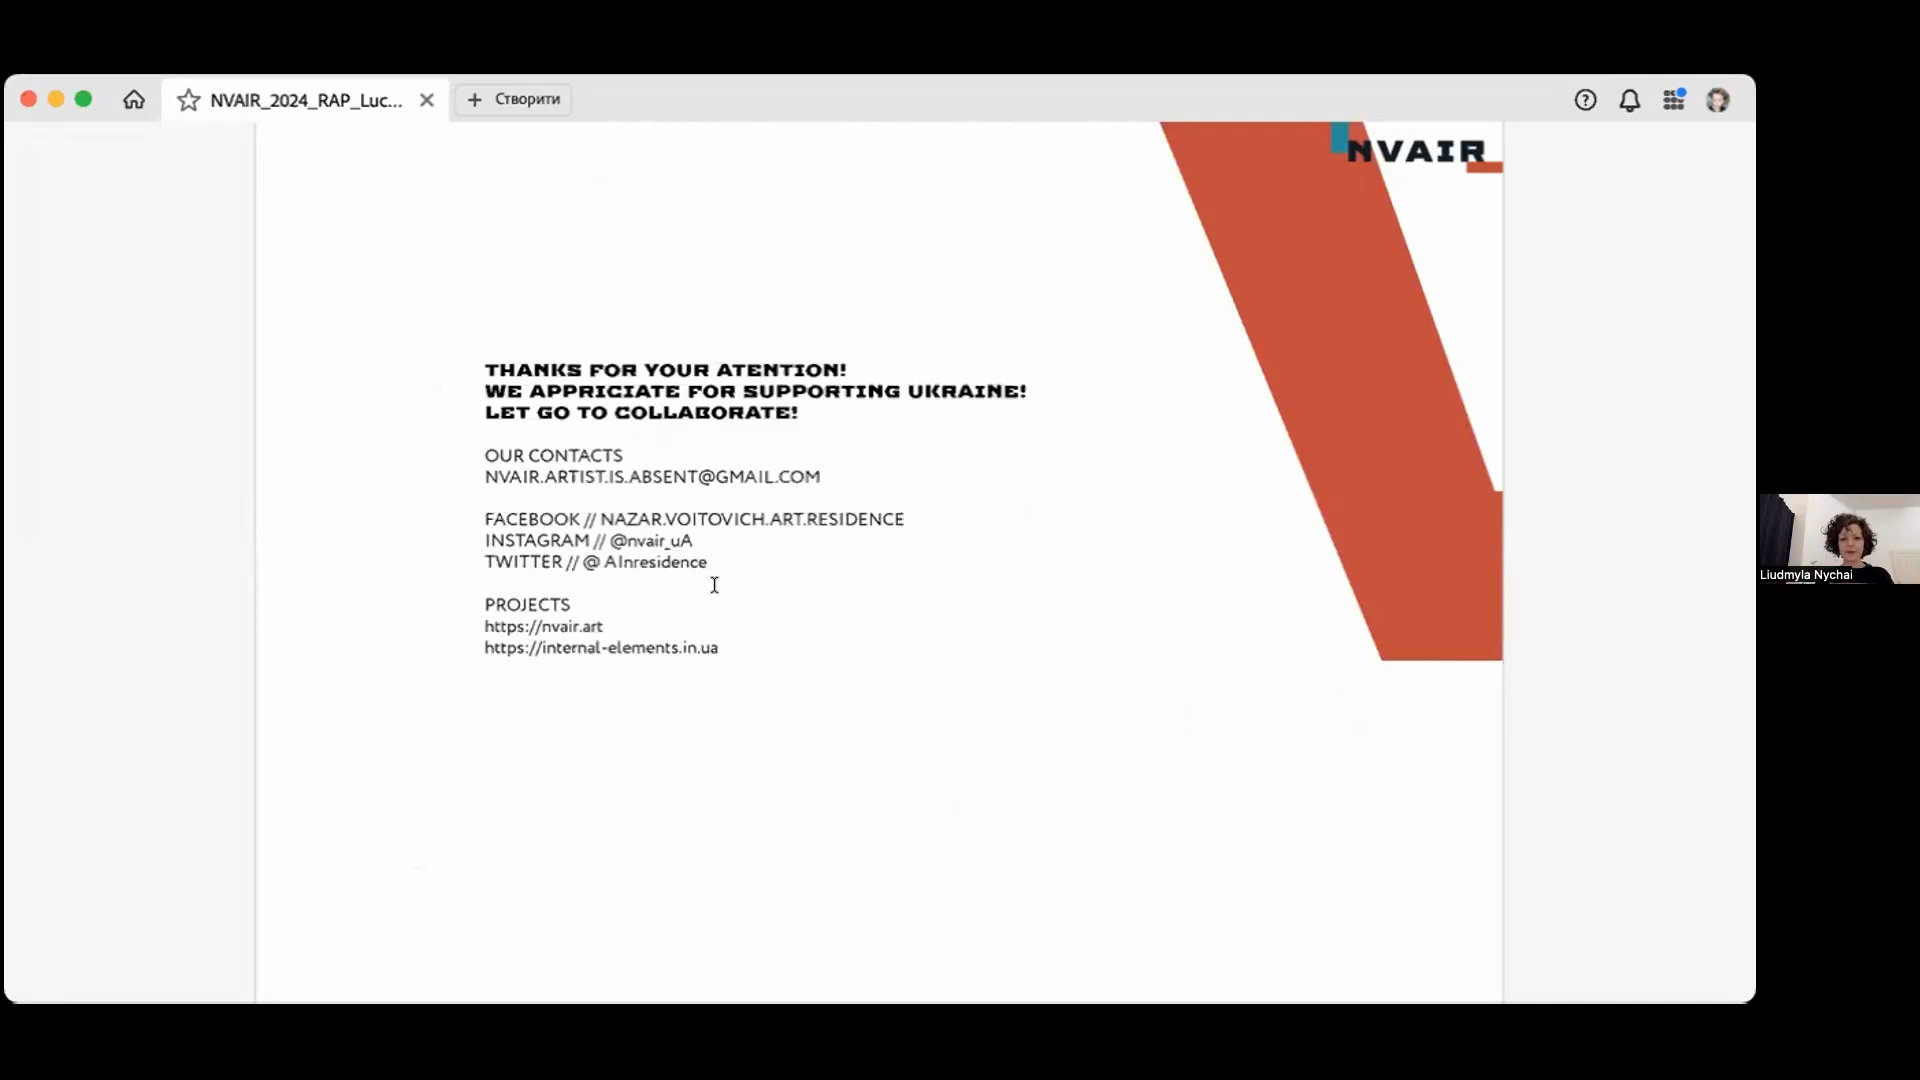 NVAIR_2024_RAP_Luc...
Створити
NVAIR
THANKS FOR YOUR ATENTION!
WE APPRICIATE FOR SUPPORTING UKRAINE!
LET GO TO COLLABORATE!
OUR CONTACTS
NVAIR.ARTIST.IS.ABSENT@GMAIL.COM
FACEBOOK // NAZAR.VOITOVICH.ART.RESIDENCE
INSTAGRAM // @nvair_uA
TWITTER // @ AInresidence
PROJECTS
https://nvair.art
https://internal-elements.in.ua
Liudmyla Nychai